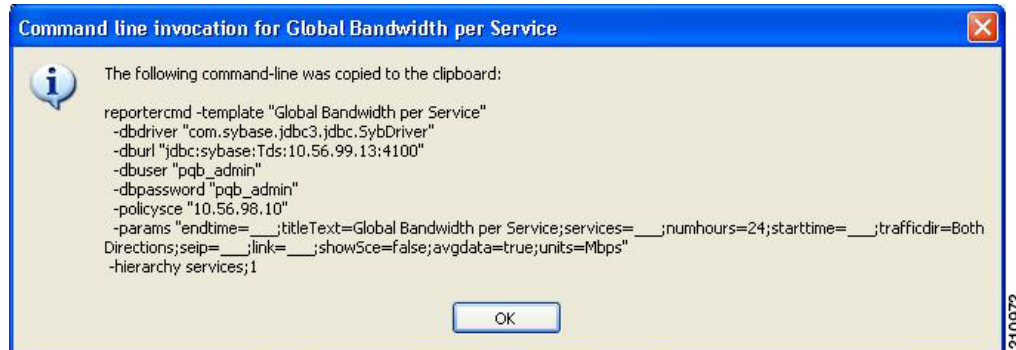 Command line invocation for Global Bandwidth per Service
The following command-line was copied to the clipboard:
reportercmd -template "Global Bandwidth per Service"
-dbdriver "com.sybase.jdbc3.jdbc.SybDriver"
-dburl "jdbc:sybase:Tds:10.56.99.13:4100"
-dbuser "pqb_admin"
-dbpassword "pqb_admin"
-policysce "10.56.98.10"
-params "endtime=___;titleText=Global Bandwidth per Service;services=___;numhours=24;starttime=___;trafficdir=Both
Directions;seip=___;link=___;showSce=false;avgdata=true;units=Mbps"
-hierarchy services;1
OK
210972